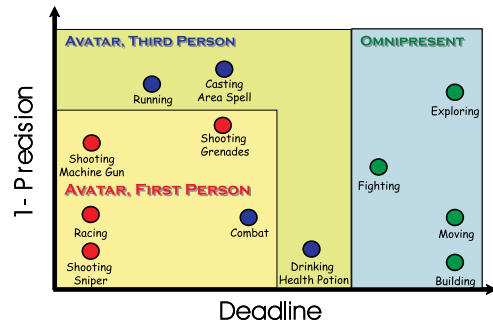 AVATAR, THIRD PERSON
OMNIPRESENT
Running
Casting
Area Spell
Exploring
Shooting
Grenades
Shooting
Machine Gun
Fighting
AVATAR, FIRST PERSON
Racing
Combat
Moving
Shooting
Sniper
Drinking
Health Potion
Building
1- Precision
Deadline